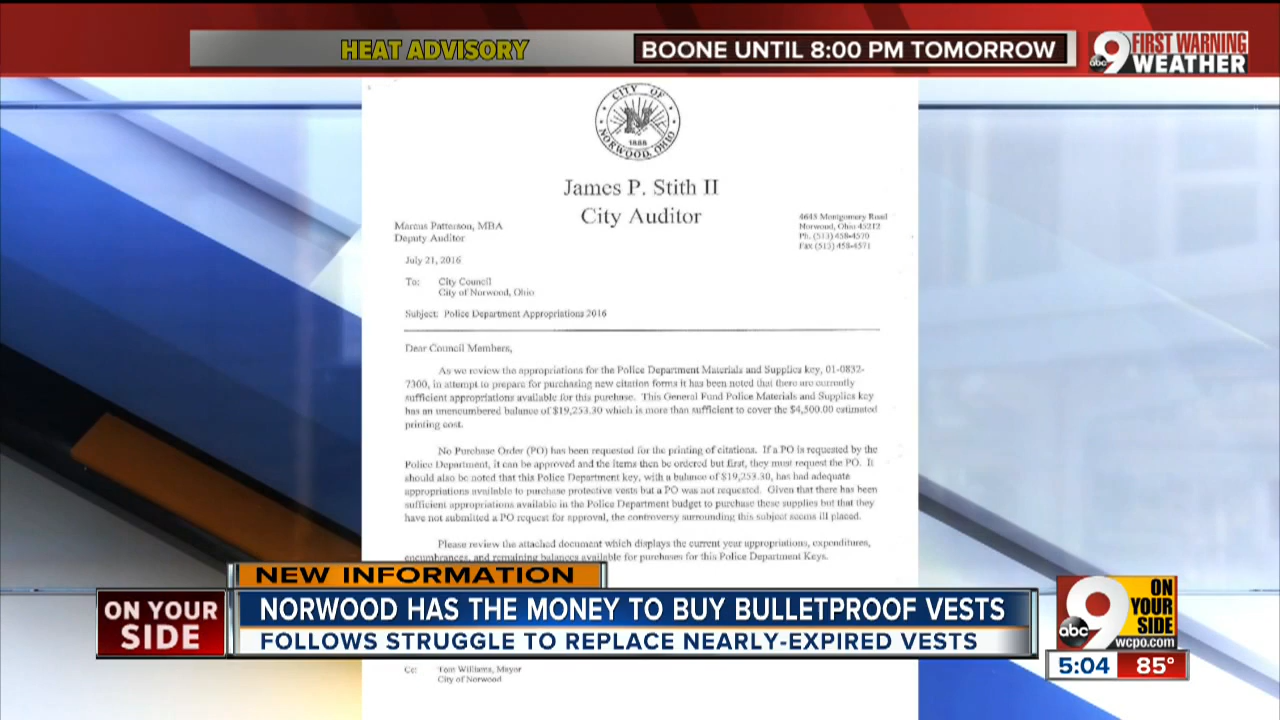 HEAT ADVISORY
BOONE UNTIL 8:00 PM TOMORROW
abc 9 FIRST WARNING
WEATHER
CITY OF
N
1888
NORWOOD, OHIO
James P. Stith II
City Auditor
Marcus Patterson, MBA
Deputy Auditor
4645 Montgomery Road
Norwood, Ohio 45212
Ph. (513) 458-4570
Fax (513) 458-4571
July 21, 2016
To: City Council
City of Norwood, Ohio
Subject: Police Department Appropriations 2016
Dear Council Members,
As we review the appropriations for the Police Department Materials and Supplies key, 01-0832-
7300, in attempt to prepare for purchasing new citation forms it has been noted that there are currently
sufficient appropriations available for this purchase. This General Fund Police Materials and Supplies key
has an unencumbered balance of $19,253.30 which is more than sufficient to cover the $4,500.00 estimated
printing cost.
No Purchase Order (PO) has been requested for the printing of citations. If a PO is requested by the
Police Department, it can be approved and the items then be ordered but first, they must request the PO. It
should also be noted that this Police Department key, with a balance of $19,253.30, has had adequate
appropriations available to purchase protective vests but a PO was not requested. Given that there has been
sufficient appropriations available in the Police Department budget to purchase these supplies but that they
have not submitted a PO request for approval, the controversy surrounding this subject seems ill placed.
Please review the attached document which displays the current year appropriations, expenditures,
encumbrances, and remaining balances available for purchases for this Police Department Keys.
NEW INFORMATION
ON YOUR
SIDE
NORWOOD HAS THE MONEY TO BUY BULLETPROOF VESTS
FOLLOWS STRUGGLE TO REPLACE NEARLY-EXPIRED VESTS
abc 9 ON
YOUR
SIDE
wcpo.com
5:04 85°
Cc: Tom Williams, Mayor
City of Norwood